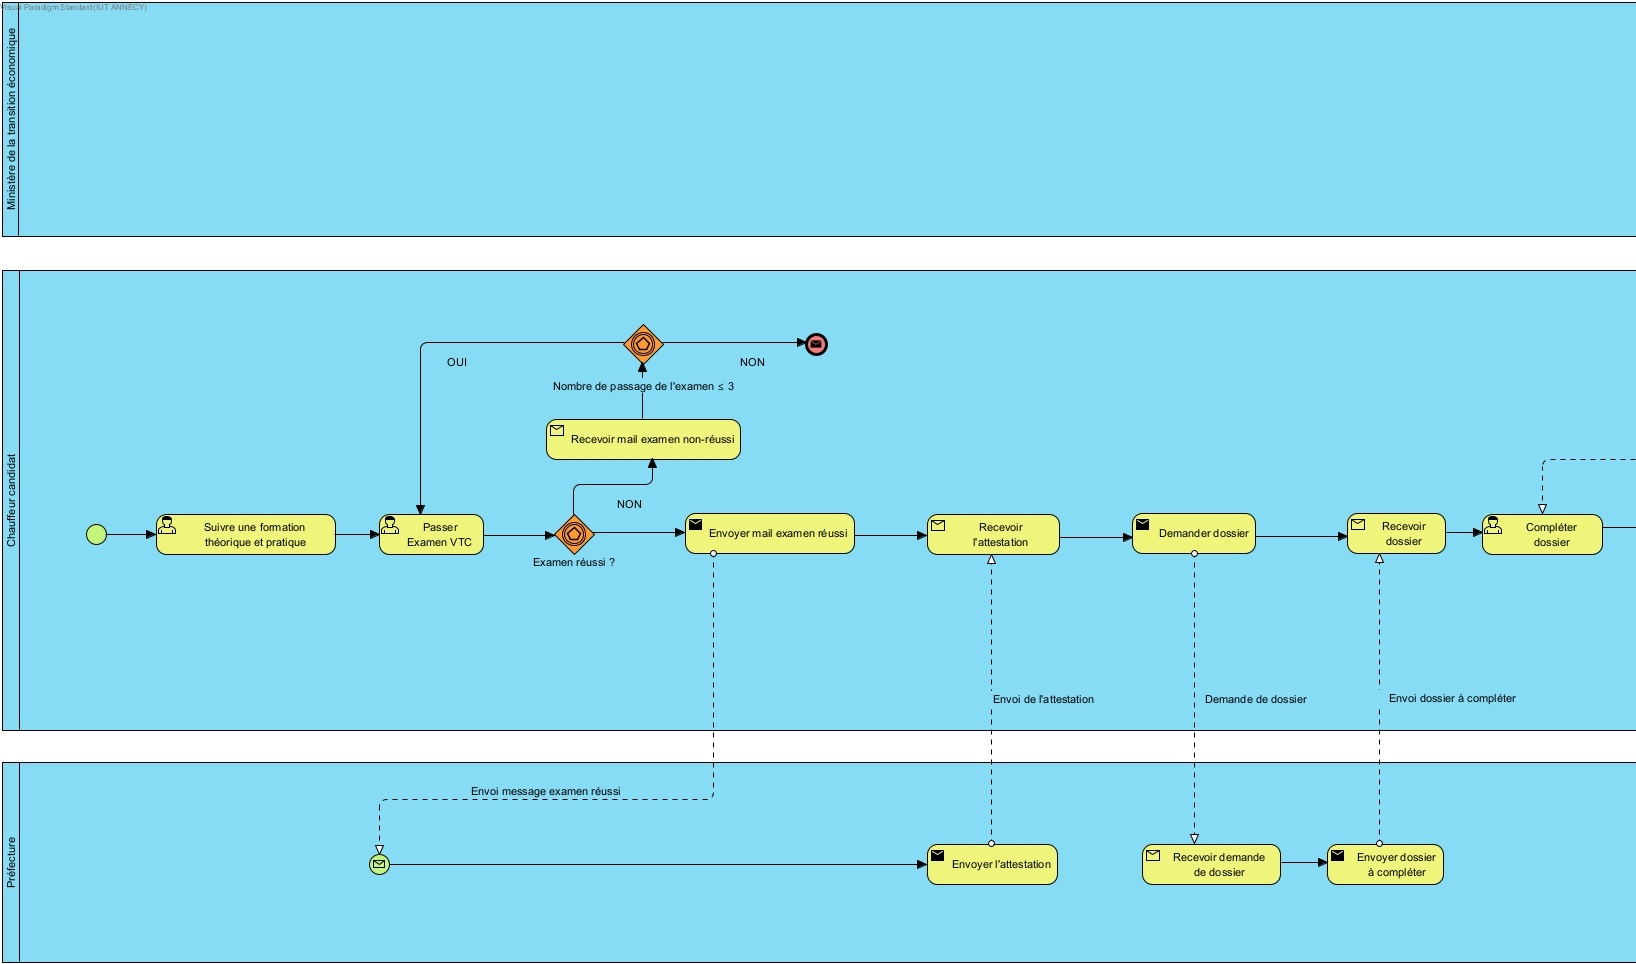 Visual Paradigm Standard(IUT ANNECY)
Ministère de la transition économique
Chauffeur candidat
OUI
NON
Nombre de passage de l'examen ≤ 3
Recevoir mail examen non-réussi
NON
Suivre une formation
théorique et pratique
Passer
Examen VTC
Examen réussi ?
Envoyer mail examen réussi
Recevoir
l'attestation
Demander dossier
Recevoir
dossier
Compléter
dossier
Envoi de l'attestation
Demande de dossier
Envoi dossier à compléter
Préfecture
Envoi message examen réussi
Envoyer l'attestation
Recevoir demande
de dossier
Envoyer dossier
à compléter